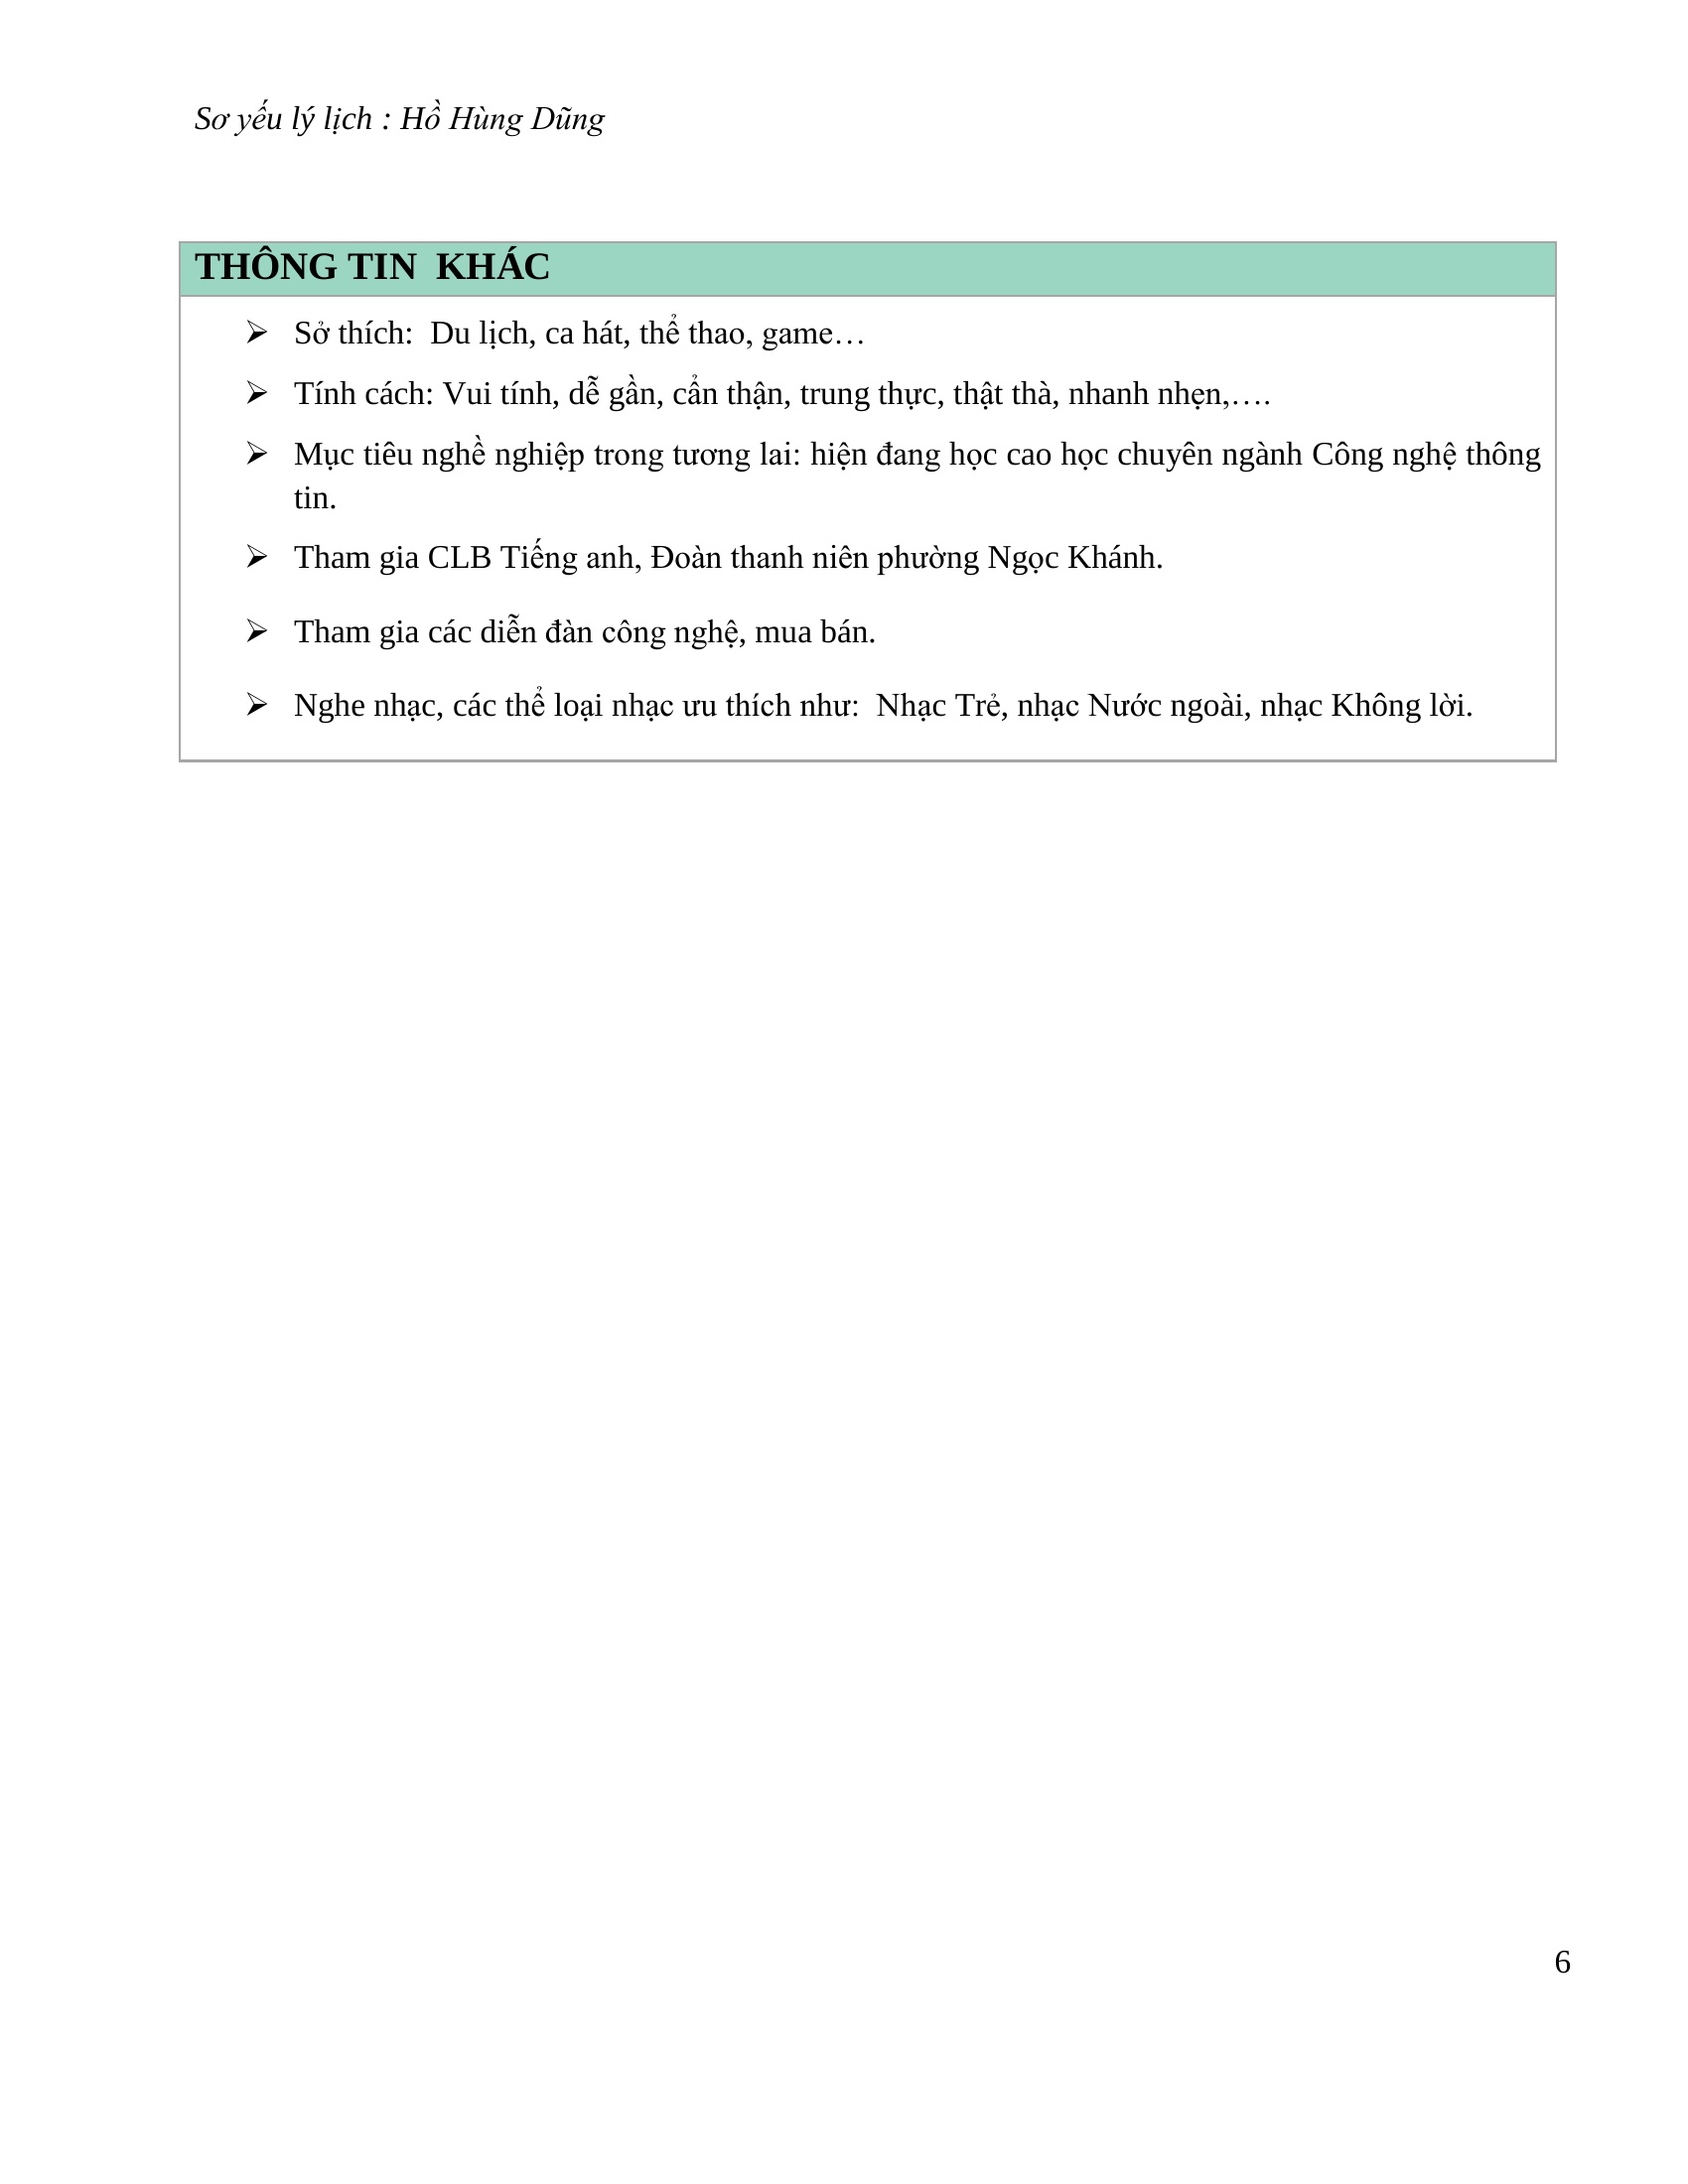 Sơ yếu lý lịch : Hồ Hùng Dũng
THÔNG TIN  KHÁC
➢ Sở thích:  Du lịch, ca hát, thể thao, game…
➢ Tính cách: Vui tính, dễ gần, cẩn thận, trung thực, thật thà, nhanh nhẹn,….
➢ Mục tiêu nghề nghiệp trong tương lai: hiện đang học cao học chuyên ngành Công nghệ thông
tin.
➢ Tham gia CLB Tiếng anh, Đoàn thanh niên phường Ngọc Khánh.
➢ Tham gia các diễn đàn công nghệ, mua bán.
➢ Nghe nhạc, các thể loại nhạc ưu thích như:  Nhạc Trẻ, nhạc Nước ngoài, nhạc Không lời.
6